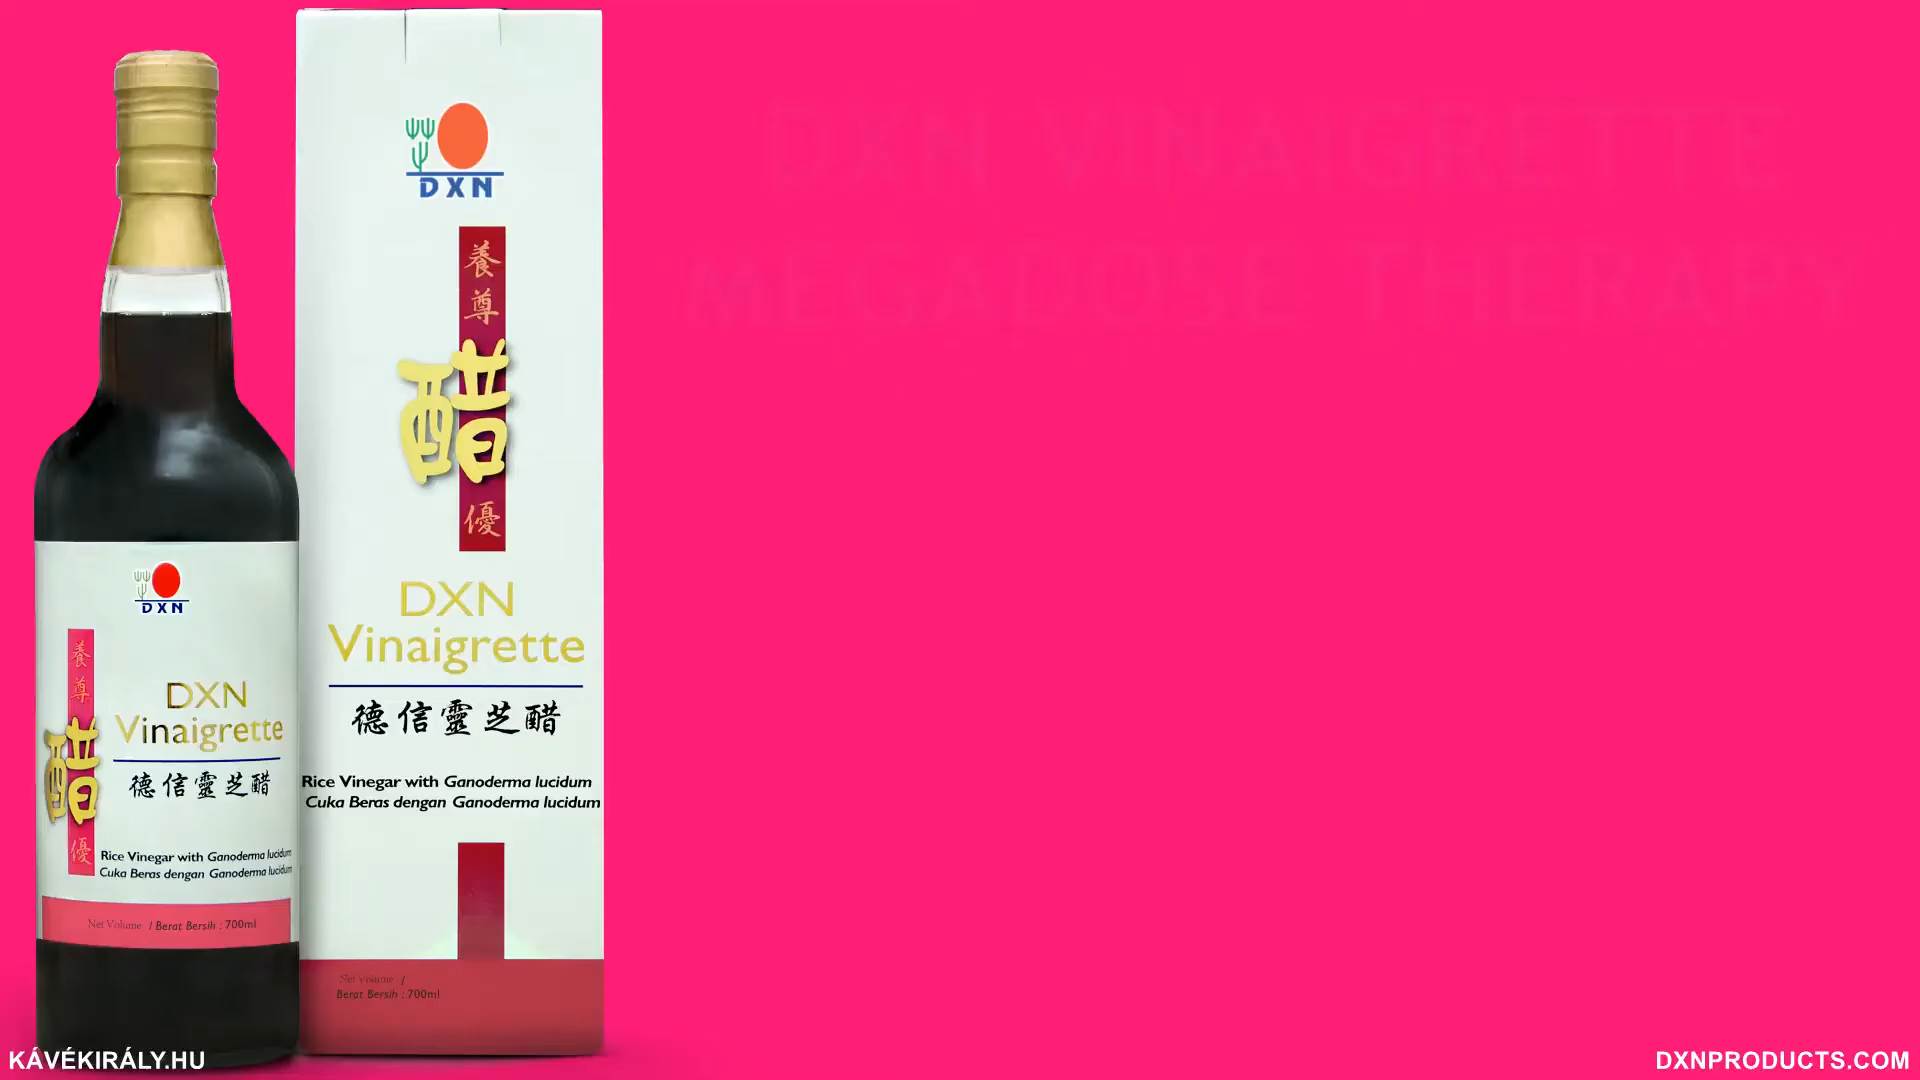 DXN VINAIGRETTE
MEGADOSE THERAPY
DXN
養
尊
醋
優
DXN
Vinaigrette
德信靈芝醋
Rice Vinegar with Ganoderma lucidum
Cuka Beras dengan Ganoderma lucidum
Net Volume /
Berat Bersih : 700ml
DXN
養
尊
醋
優
DXN
Vinaigrette
德信靈芝醋
Rice Vinegar with Ganoderma lucidum
Cuka Beras dengan Ganoderma lucidum
Net Volume / Berat Bersih : 700ml
KÁVÉKIRÁLY.HU
DXNPRODUCTS.COM